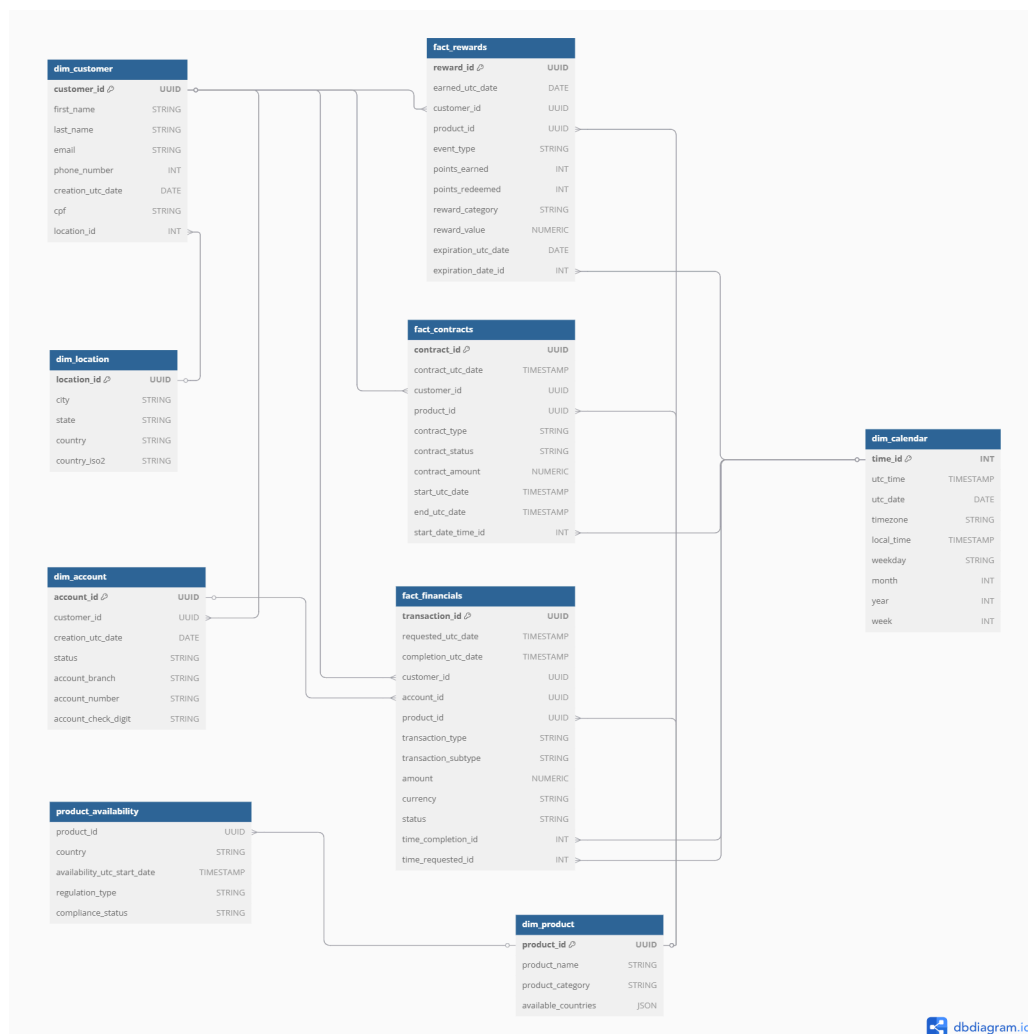 dim_customer
customer_id UUID
first_name STRING
last_name STRING
email STRING
phone_number INT
creation_utc_date DATE
cpf STRING
location_id INT
dim_location
location_id UUID
city STRING
state STRING
country STRING
country_iso2 STRING
dim_account
account_id UUID
customer_id UUID
creation_utc_date DATE
status STRING
account_branch STRING
account_number STRING
account_check_digit STRING
product_availability
product_id UUID
country STRING
availability_utc_start_date TIMESTAMP
regulation_type STRING
compliance_status STRING
fact_rewards
reward_id UUID
earned_utc_date DATE
customer_id UUID
product_id UUID
event_type STRING
points_earned INT
points_redeemed INT
reward_category STRING
reward_value NUMERIC
expiration_utc_date DATE
expiration_date_id INT
fact_contracts
contract_id UUID
contract_utc_date TIMESTAMP
customer_id UUID
product_id UUID
contract_type STRING
contract_status STRING
contract_amount NUMERIC
start_utc_date TIMESTAMP
end_utc_date TIMESTAMP
start_date_time_id INT
fact_financials
transaction_id UUID
requested_utc_date TIMESTAMP
completion_utc_date TIMESTAMP
customer_id UUID
account_id UUID
product_id UUID
transaction_type STRING
transaction_subtype STRING
amount NUMERIC
currency STRING
status STRING
time_completion_id INT
time_requested_id INT
dim_product
product_id UUID
product_name STRING
product_category STRING
available_countries JSON
dim_calendar
time_id INT
utc_time TIMESTAMP
utc_date DATE
timezone STRING
local_time TIMESTAMP
weekday STRING
month INT
year INT
week INT
dbdiagram.io